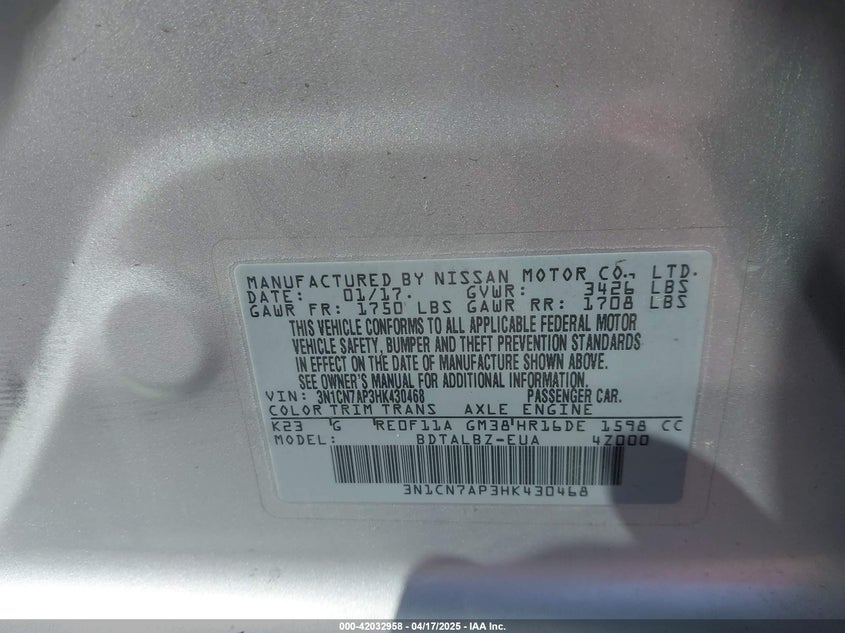 MANUFACTURED BY NISSAN MOTOR CO., LTD.
DATE: 01/17. GVWR: 3426 LBS
GAWR FR: 1750 LBS GAWR RR: 1708 LBS
THIS VEHICLE CONFORMS TO ALL APPLICABLE FEDERAL MOTOR
VEHICLE SAFETY, BUMPER AND THEFT PREVENTION STANDARDS
IN EFFECT ON THE DATE OF MANUFACTURE SHOWN ABOVE.
SEE OWNER'S MANUAL FOR ADDITIONAL INFORMATION.
VIN: 3N1CN7AP3HK430468 PASSENGER CAR.
COLOR TRIM TRANS AXLE ENGINE
K23 G RE0F11A GM38 HR16DE 1598 CC
MODEL: BDTALBZ-EUA 4Z000
3N1CN7AP3HK430468
000-42032958 - 04/17/2025 - IAA Inc.